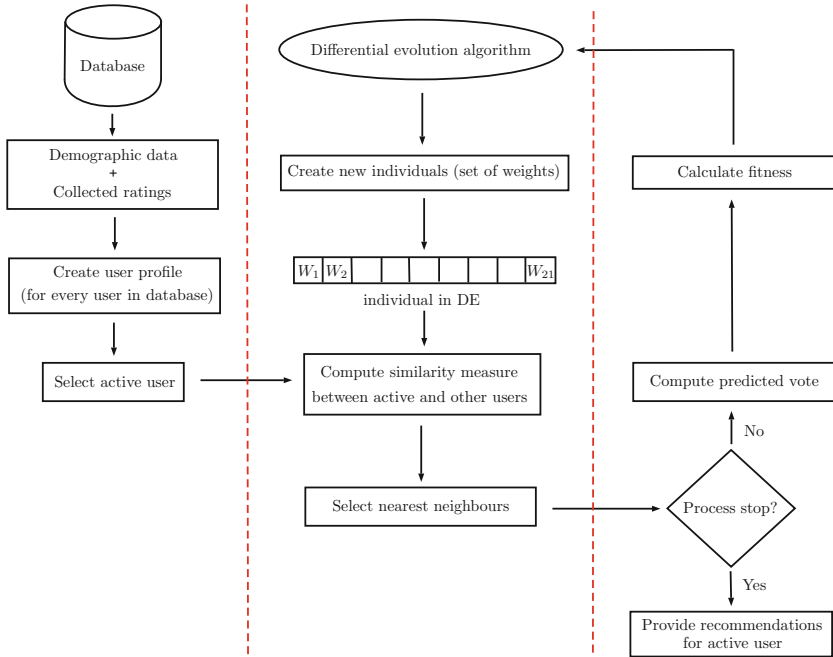 Database
Demographic data
+
Collected ratings
Create user profile
(for every user in database)
Select active user
Differential evolution algorithm
Create new individuals (set of weights)
W1 W2 W21
individual in DE
Compute similarity measure
between active and other users
Select nearest neighbours
Calculate fitness
Compute predicted vote
No
Process stop?
Yes
Provide recommendations
for active user